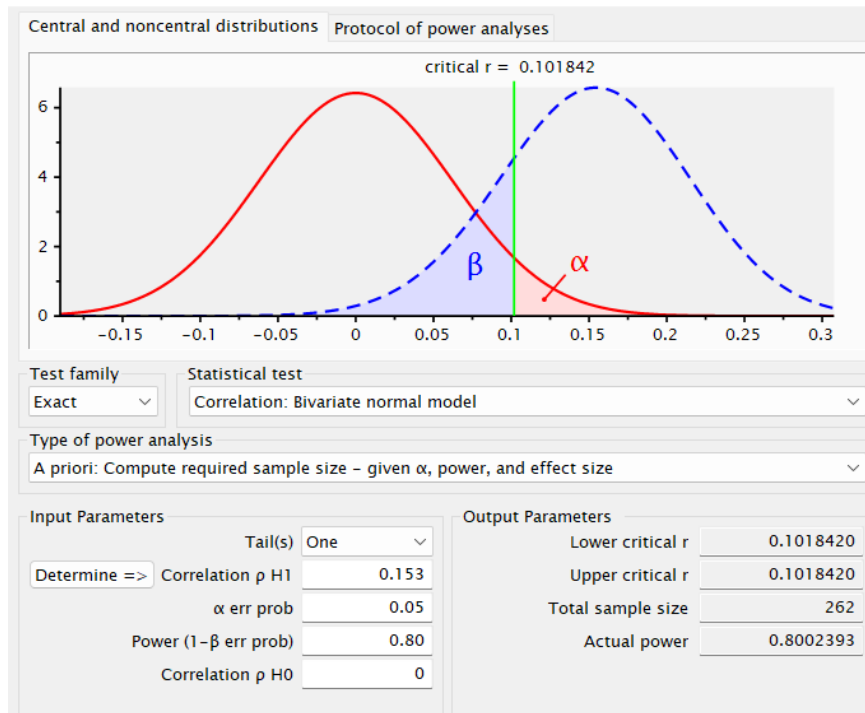 Central and noncentral distributions Protocol of power analyses
critical r = 0.101842
6
4
2
0
β
α
-0.15 -0.1 -0.05 0 0.05 0.1 0.15 0.2 0.25 0.3
Test family Statistical test
Exact Correlation: Bivariate normal model
Type of power analysis
A priori: Compute required sample size - given α, power, and effect size
Input Parameters
Tail(s) One
Determine => Correlation ρ H1 0.153
α err prob 0.05
Power (1-β err prob) 0.80
Correlation ρ H0 0
Output Parameters
Lower critical r 0.1018420
Upper critical r 0.1018420
Total sample size 262
Actual power 0.8002393